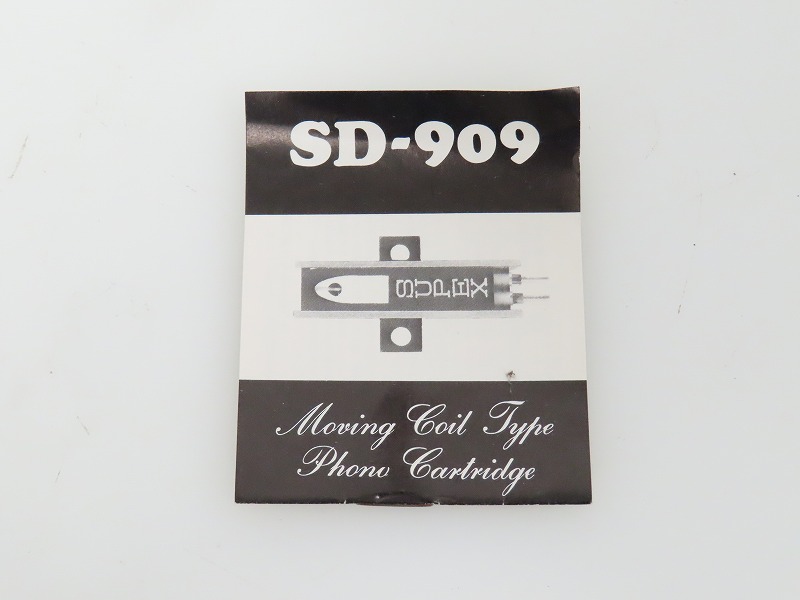 SD-909
SUPEX
Moving Coil Type
Phono Cartridge